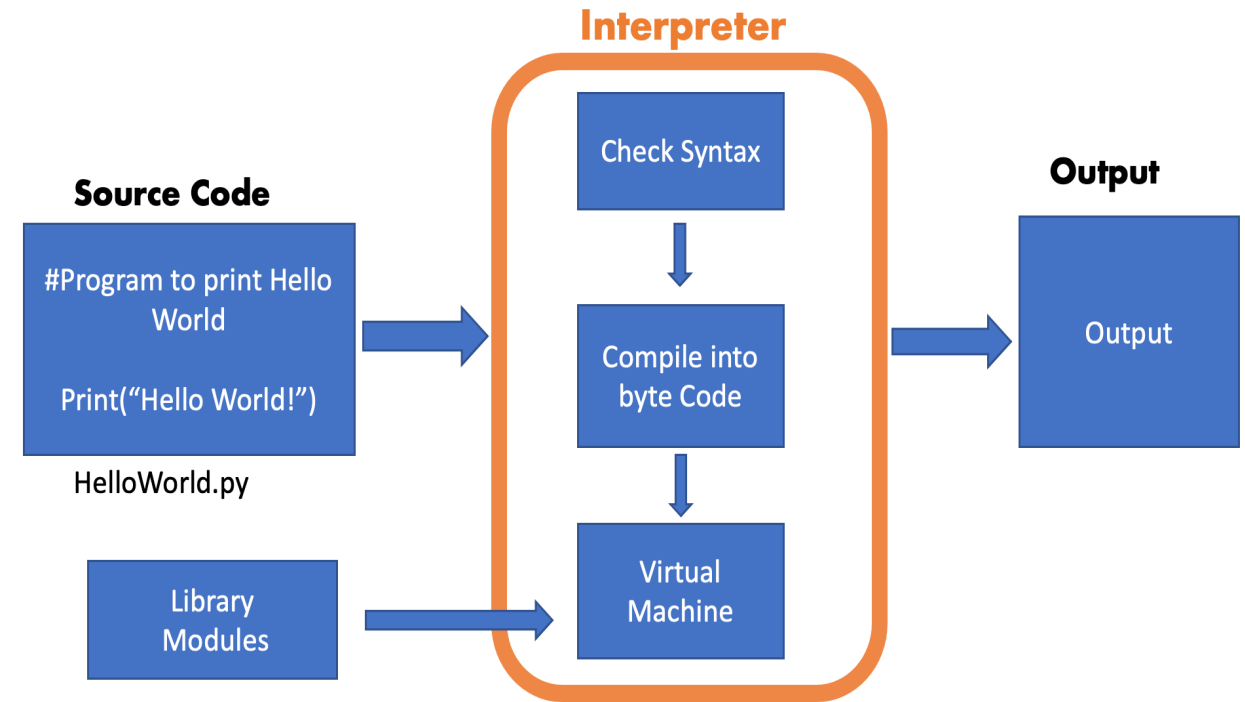 Interpreter
Source Code
#Program to print Hello
World
Print(“Hello World!”)
HelloWorld.py
Library
Modules
Check Syntax
Compile into
byte Code
Virtual
Machine
Output
Output